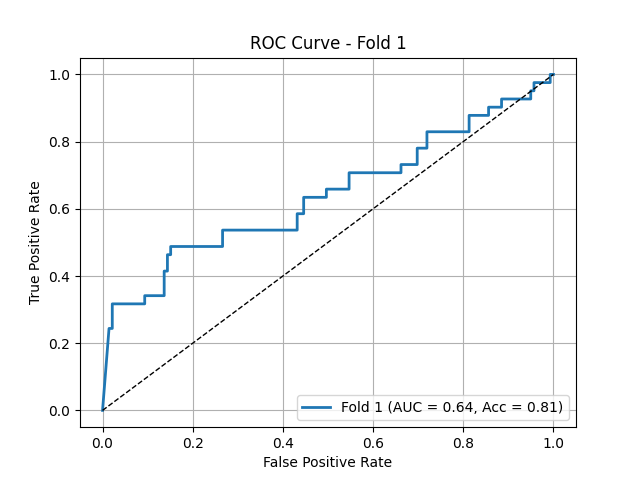 ROC Curve - Fold 1
1.0
0.8
0.6
0.4
0.2
0.0
True Positive Rate
Fold 1 (AUC = 0.64, Acc = 0.81)
0.0 0.2 0.4 0.6 0.8 1.0
False Positive Rate